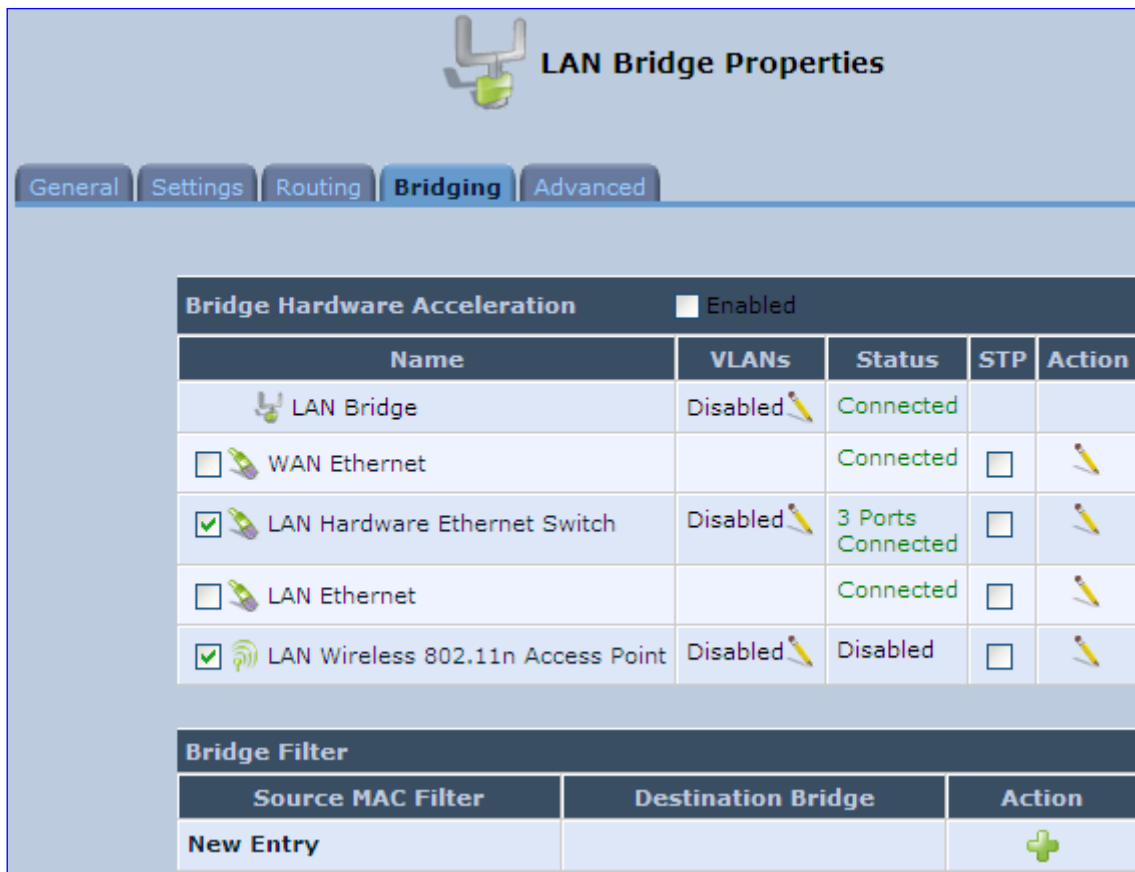 LAN Bridge Properties
General Settings Routing Bridging Advanced
Bridge Hardware Acceleration Enabled
Name VLANs Status STP Action
LAN Bridge Disabled Connected
WAN Ethernet Connected
LAN Hardware Ethernet Switch Disabled 3 Ports
Connected
LAN Ethernet Connected
LAN Wireless 802.11n Access Point Disabled Disabled
Bridge Filter
Source MAC Filter Destination Bridge Action
New Entry